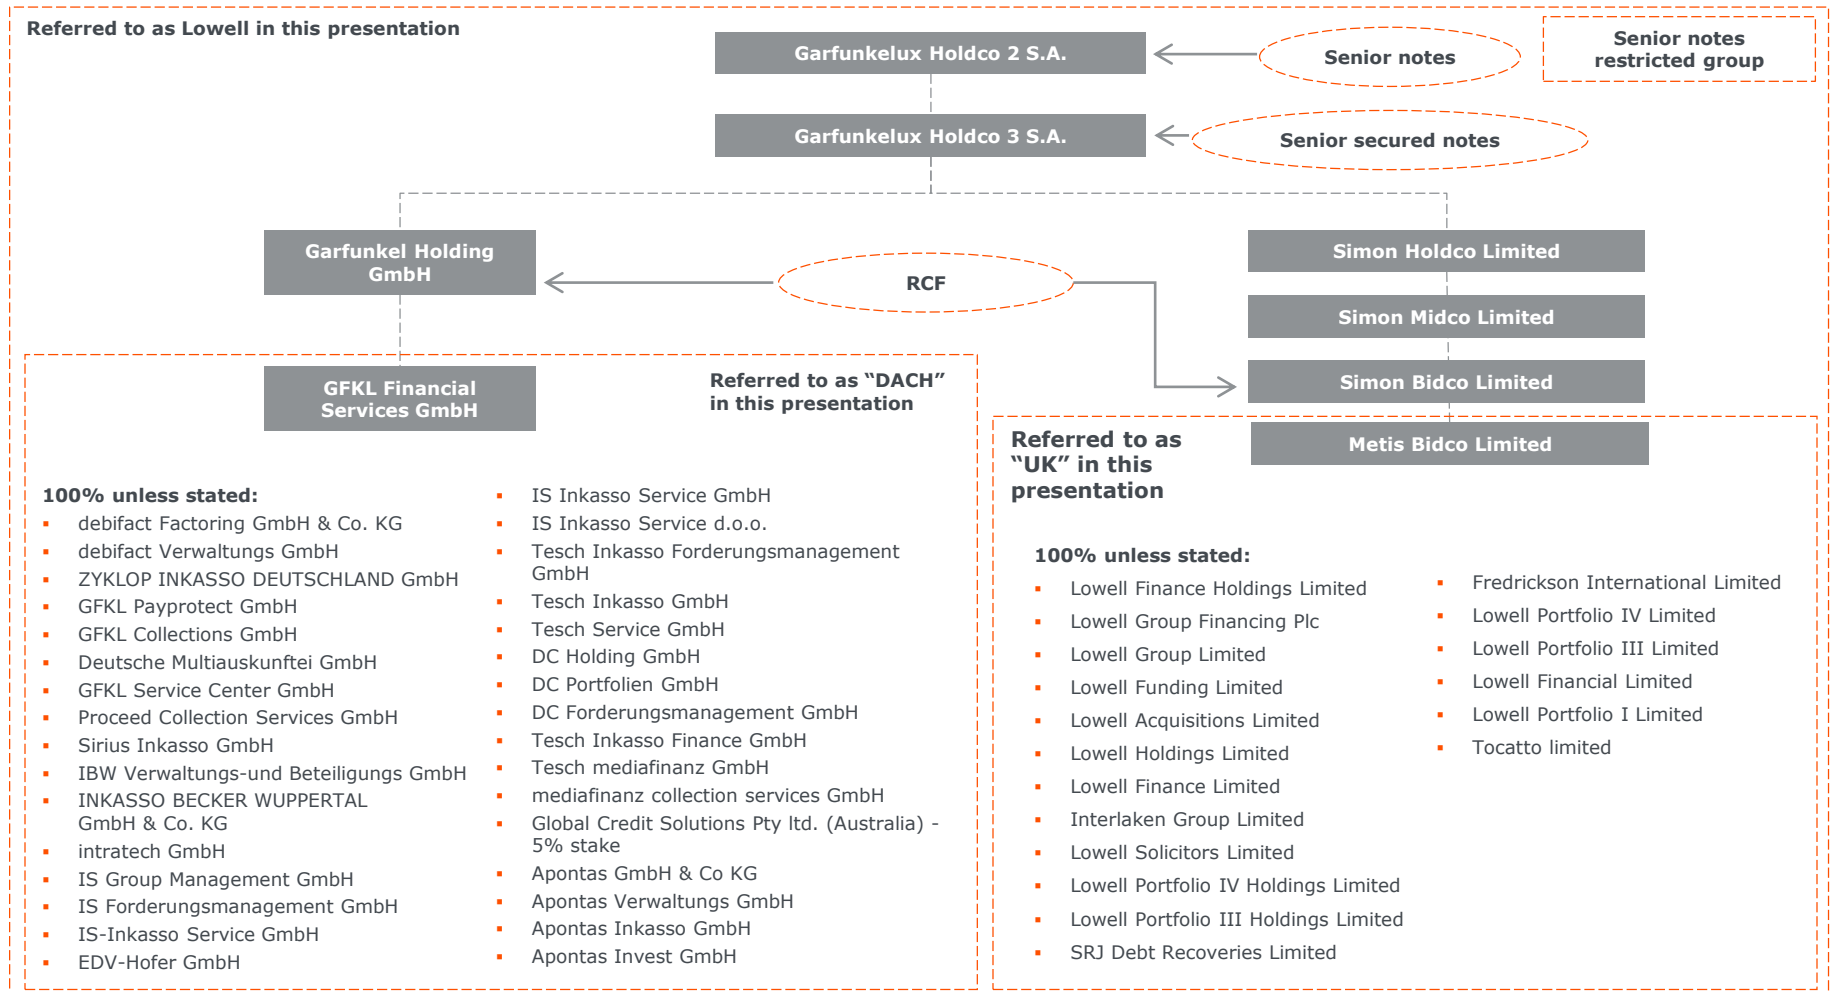 Referred to as Lowell in this presentation
Garfunkelux Holdco 2 S.A.
Senior notes
Senior notes
restricted group
Garfunkelux Holdco 3 S.A.
Senior secured notes
Garfunkel Holding
GmbH
RCF
Simon Holdco Limited
Simon Midco Limited
Simon Bidco Limited
GFKL Financial
Services GmbH
Referred to as “DACH”
in this presentation
Metis Bidco Limited
Referred to as
“UK” in this
presentation
100% unless stated:
▪ debifact Factoring GmbH & Co. KG
▪ debifact Verwaltungs GmbH
▪ ZYKLOP INKASSO DEUTSCHLAND GmbH
▪ GFKL Payprotect GmbH
▪ GFKL Collections GmbH
▪ Deutsche Multiauskunftei GmbH
▪ GFKL Service Center GmbH
▪ Proceed Collection Services GmbH
▪ Sirius Inkasso GmbH
▪ IBW Verwaltungs-und Beteiligungs GmbH
▪ INKASSO BECKER WUPPERTAL
GmbH & Co. KG
▪ intratech GmbH
▪ IS Group Management GmbH
▪ IS Forderungsmanagement GmbH
▪ IS-Inkasso Service GmbH
▪ EDV-Hofer GmbH
▪ IS Inkasso Service GmbH
▪ IS Inkasso Service d.o.o.
▪ Tesch Inkasso Forderungsmanagement
GmbH
▪ Tesch Inkasso GmbH
▪ Tesch Service GmbH
▪ DC Holding GmbH
▪ DC Portfolien GmbH
▪ DC Forderungsmanagement GmbH
▪ Tesch Inkasso Finance GmbH
▪ Tesch mediafinanz GmbH
▪ mediafinanz collection services GmbH
▪ Global Credit Solutions Pty ltd. (Australia) -
5% stake
▪ Apontas GmbH & Co KG
▪ Apontas Verwaltungs GmbH
▪ Apontas Inkasso GmbH
▪ Apontas Invest GmbH
100% unless stated:
▪ Lowell Finance Holdings Limited
▪ Lowell Group Financing Plc
▪ Lowell Group Limited
▪ Lowell Funding Limited
▪ Lowell Acquisitions Limited
▪ Lowell Holdings Limited
▪ Lowell Finance Limited
▪ Interlaken Group Limited
▪ Lowell Solicitors Limited
▪ Lowell Portfolio IV Holdings Limited
▪ Lowell Portfolio III Holdings Limited
▪ SRJ Debt Recoveries Limited
▪ Fredrickson International Limited
▪ Lowell Portfolio IV Limited
▪ Lowell Portfolio III Limited
▪ Lowell Financial Limited
▪ Lowell Portfolio I Limited
▪ Tocatto limited